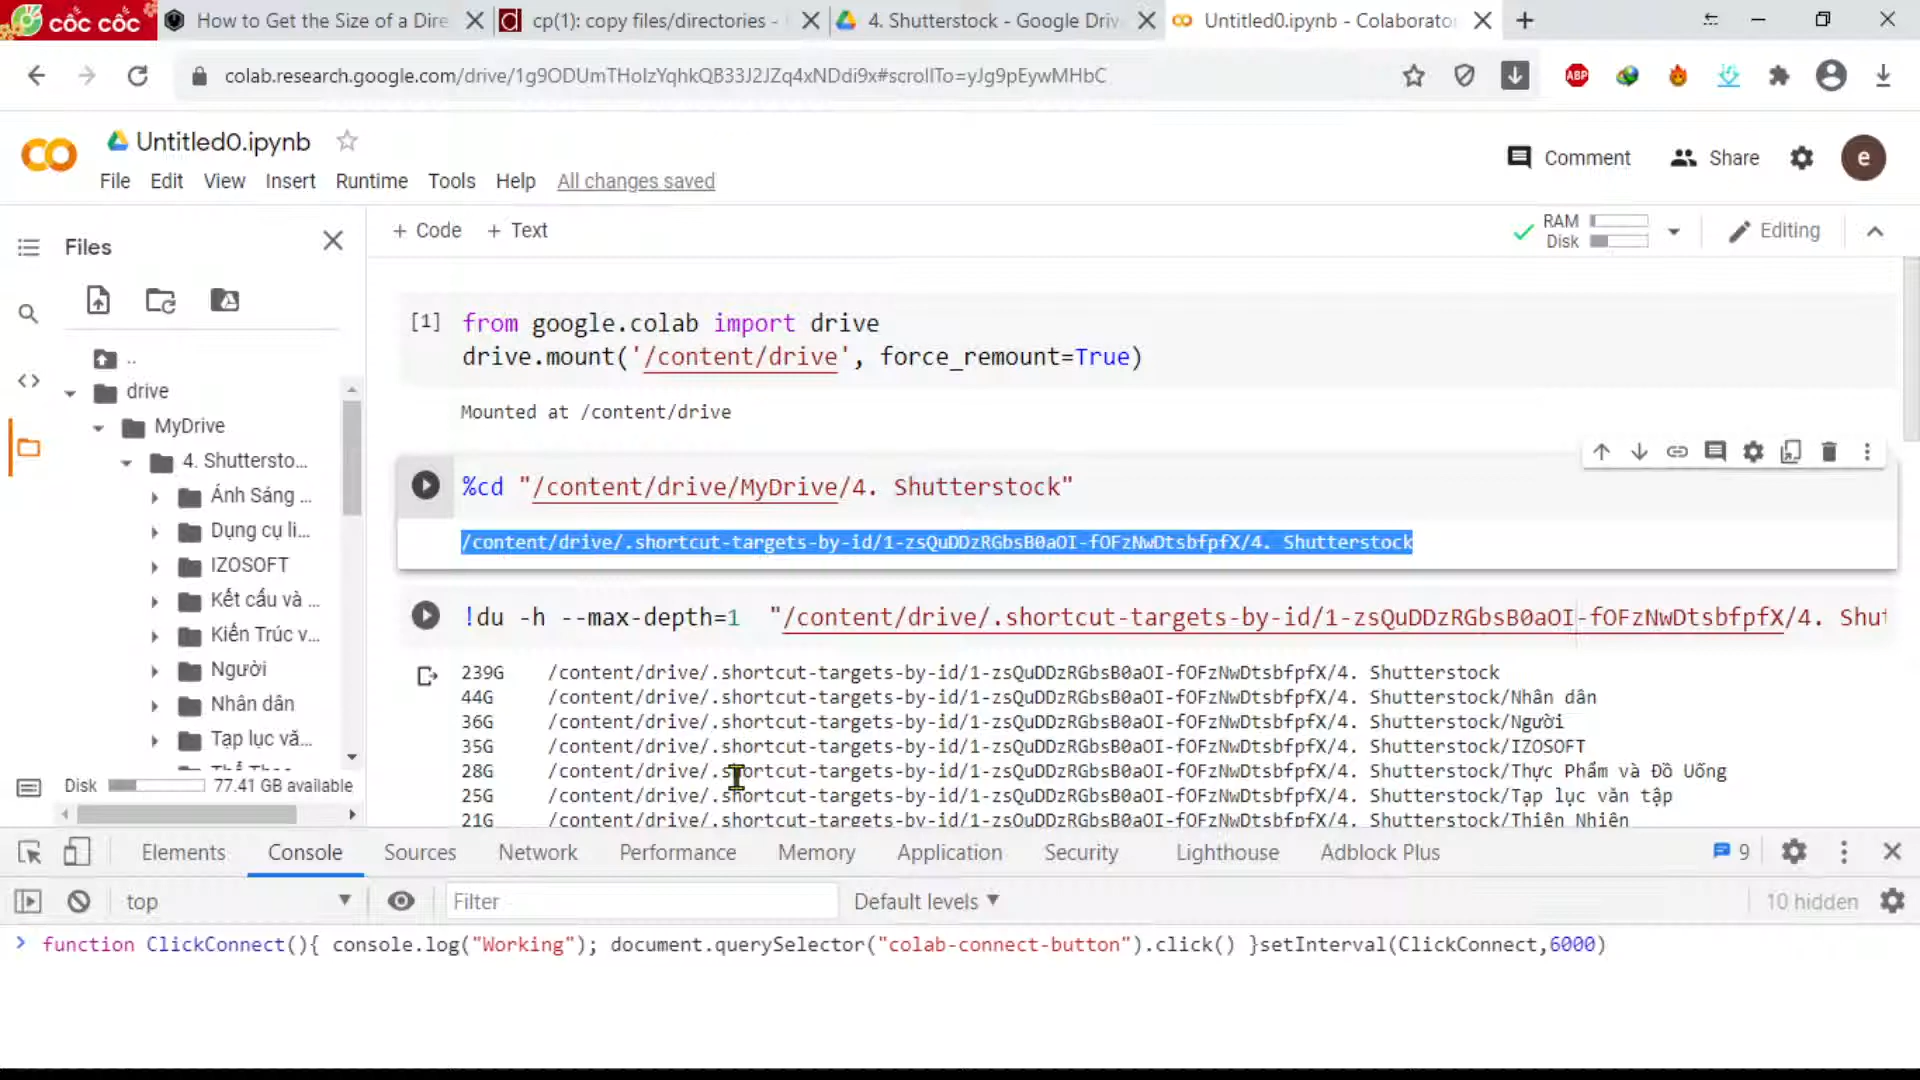 cốc cốc
How to Get the Size of a Dire
cp(1): copy files/directories -
4. Shutterstock - Google Driv
Untitled0.ipynb - Colaborato
colab.research.google.com/drive/1g9ODUmTHoIzYqhkQB33J2JZq4xNDdi9x#scrollTo=yJg9pEywMHbC
ABP
Untitled0.ipynb
Comment
Share
e
File Edit View Insert Runtime Tools Help All changes saved
Files
+ Code + Text
RAM
Disk
Editing
..
drive
MyDrive
4. Shuttersto...
Ánh Sáng ...
Dụng cụ li...
IZOSOFT
Kết cấu và ...
Kiến Trúc v...
Người
Nhân dân
Tạp lục vă...
Disk 77.41 GB available
[1] from google.colab import drive
drive.mount('/content/drive', force_remount=True)
Mounted at /content/drive
%cd "/content/drive/MyDrive/4. Shutterstock"
/content/drive/.shortcut-targets-by-id/1-zsQuDDzRGbsB0aOI-fOFzNwDtsbfpfX/4. Shutterstock
!du -h --max-depth=1 "/content/drive/.shortcut-targets-by-id/1-zsQuDDzRGbsB0aOI-fOFzNwDtsbfpfX/4. Shut
239G /content/drive/.shortcut-targets-by-id/1-zsQuDDzRGbsB0aOI-fOFzNwDtsbfpfX/4. Shutterstock
44G /content/drive/.shortcut-targets-by-id/1-zsQuDDzRGbsB0aOI-fOFzNwDtsbfpfX/4. Shutterstock/Nhân dân
36G /content/drive/.shortcut-targets-by-id/1-zsQuDDzRGbsB0aOI-fOFzNwDtsbfpfX/4. Shutterstock/Người
35G /content/drive/.shortcut-targets-by-id/1-zsQuDDzRGbsB0aOI-fOFzNwDtsbfpfX/4. Shutterstock/IZOSOFT
28G /content/drive/.shortcut-targets-by-id/1-zsQuDDzRGbsB0aOI-fOFzNwDtsbfpfX/4. Shutterstock/Thực Phẩm và Đồ Uống
25G /content/drive/.shortcut-targets-by-id/1-zsQuDDzRGbsB0aOI-fOFzNwDtsbfpfX/4. Shutterstock/Tạp lục văn tập
21G /content/drive/.shortcut-targets-by-id/1-zsQuDDzRGbsB0aOI-fOFzNwDtsbfpfX/4. Shutterstock/Thiên Nhiên
Elements Console Sources Network Performance Memory Application Security Lighthouse Adblock Plus 9
top Filter Default levels 10 hidden
> function ClickConnect(){ console.log("Working"); document.querySelector("colab-connect-button").click() }setInterval(ClickConnect,6000)